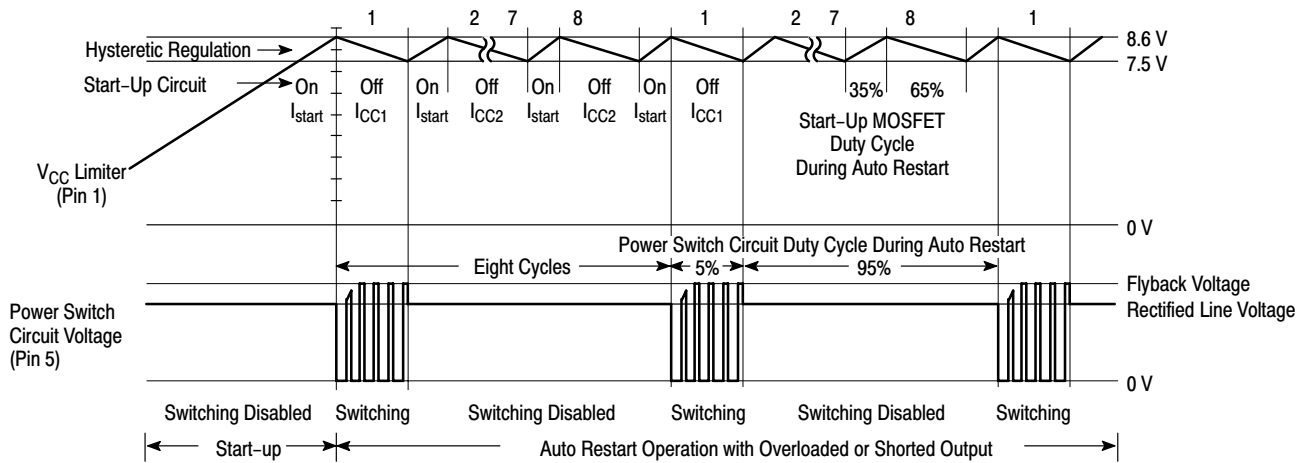 1 2 7 8 1 2 7 8 1
Hysteretic Regulation
8.6 V
7.5 V
Start–Up Circuit
On Off On Off On Off On Off 35% 65%
Istart ICC1 Istart ICC2 Istart ICC2 Istart ICC1
Start–Up MOSFET
Duty Cycle
During Auto Restart
VCC Limiter
(Pin 1)
0 V
Power Switch Circuit Duty Cycle During Auto Restart
Eight Cycles 5% 95%
Flyback Voltage
Rectified Line Voltage
Power Switch
Circuit Voltage
(Pin 5)
0 V
Switching Disabled Switching Switching Disabled Switching Switching Disabled Switching
Start–up Auto Restart Operation with Overloaded or Shorted Output